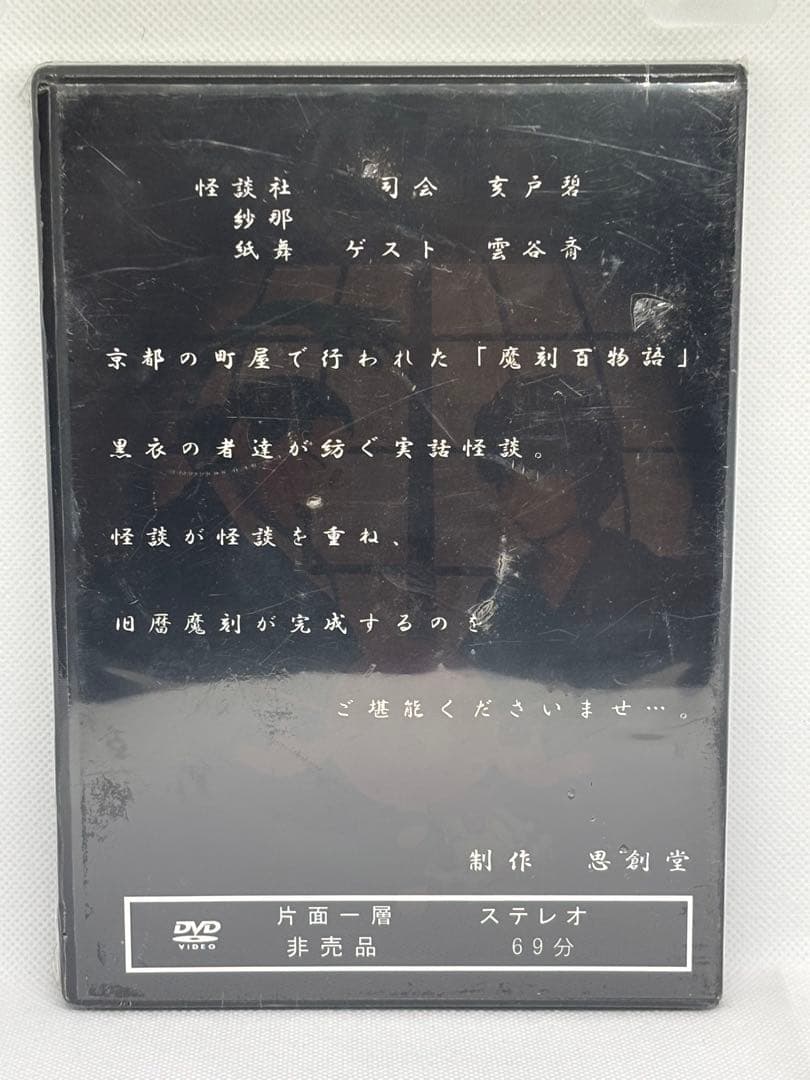 怪談社　　司会　亥戸碧
紗那
紙舞　ゲスト　雲谷斉
京都の町屋で行われた「魔刻百物語」
黒衣の者達が紡ぐ実話怪談。
怪談が怪談を重ね、
旧暦魔刻が完成するのを
ご堪能くださいませ…。
制作　思創堂
DVD VIDEO
片面一層　ステレオ
非売品　69分